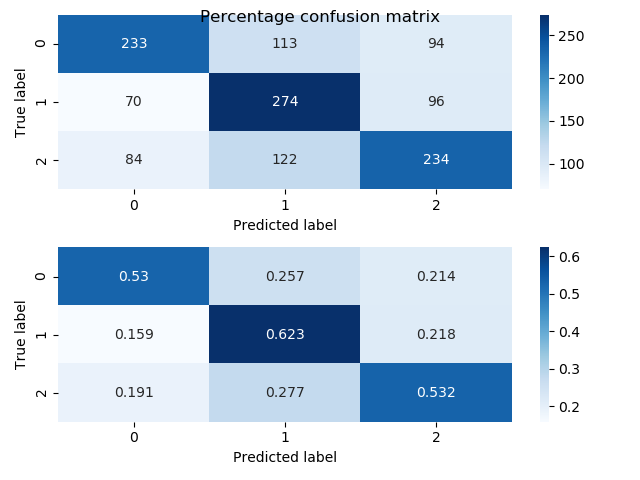 Percentage confusion matrix
0 233 113 94
1 70 274 96
2 84 122 234
0 1 2
True label
Predicted label
250
200
150
100
0 0.53 0.257 0.214
1 0.159 0.623 0.218
2 0.191 0.277 0.532
0 1 2
True label
Predicted label
0.6
0.5
0.4
0.3
0.2